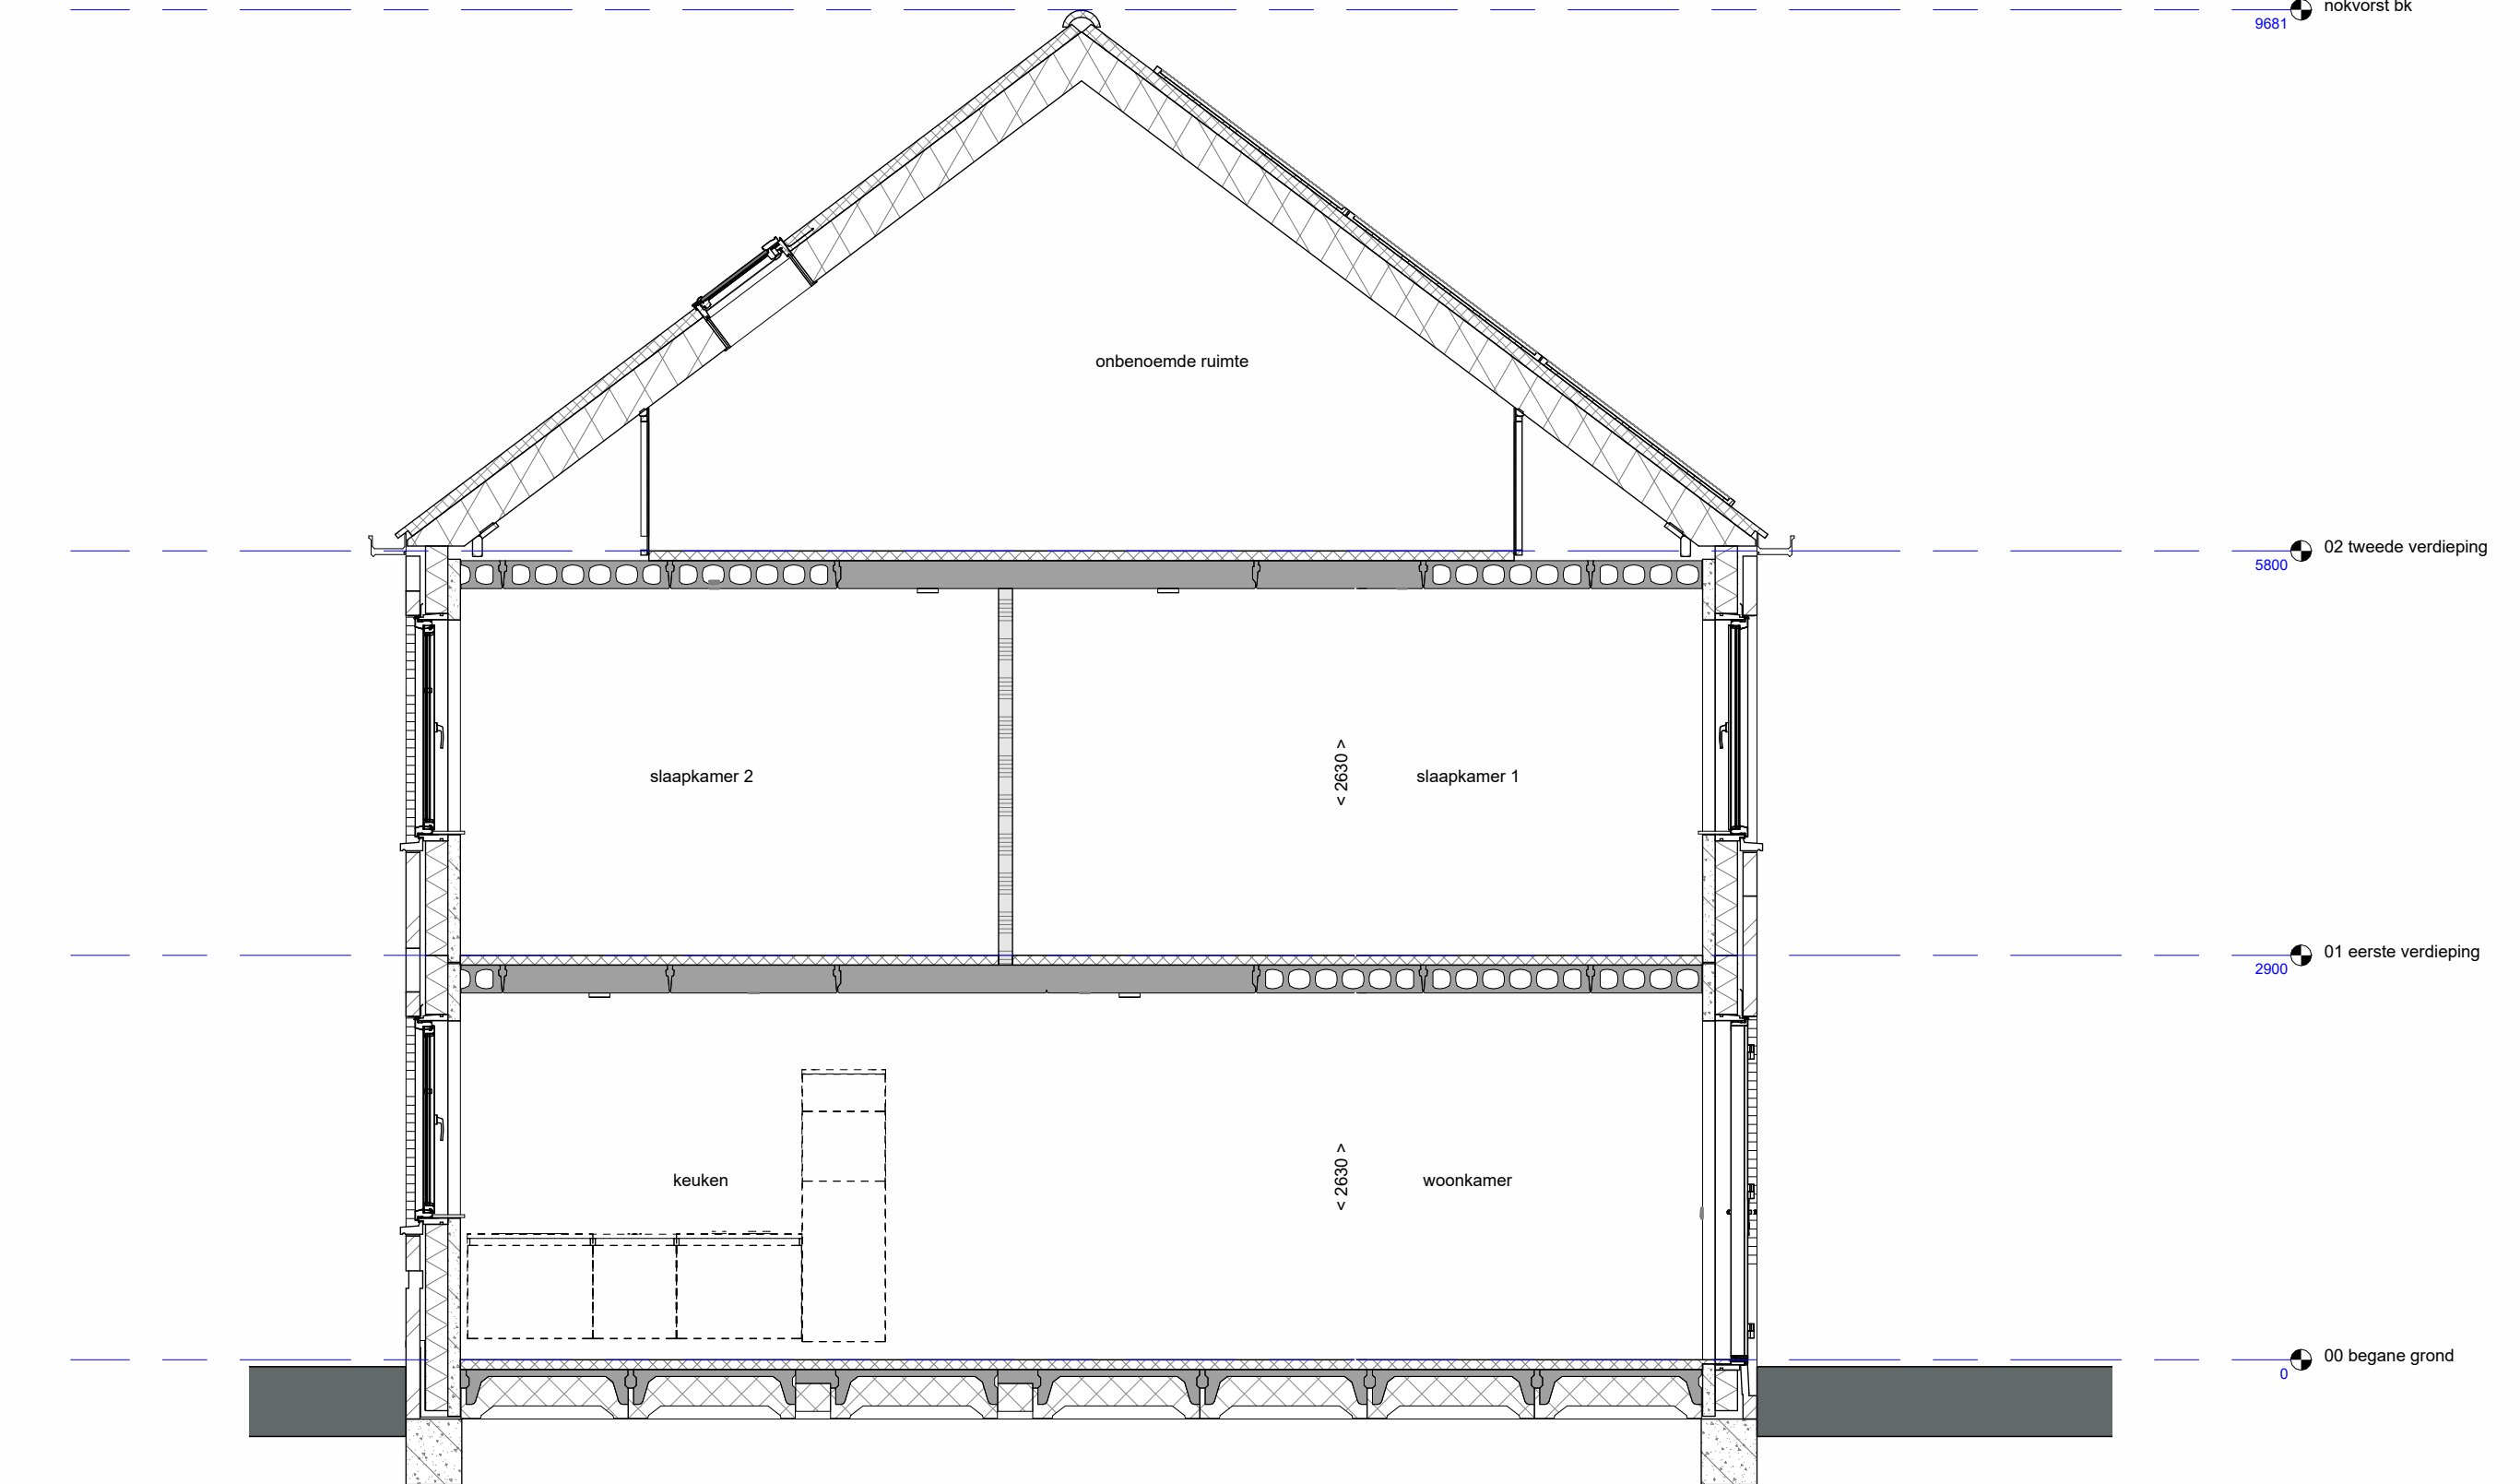 nokvorst bk
9681
onbenoemde ruimte
02 tweede verdieping
5800
slaapkamer 2
< 2630 >
slaapkamer 1
01 eerste verdieping
2900
keuken
< 2630 >
woonkamer
00 begane grond
0